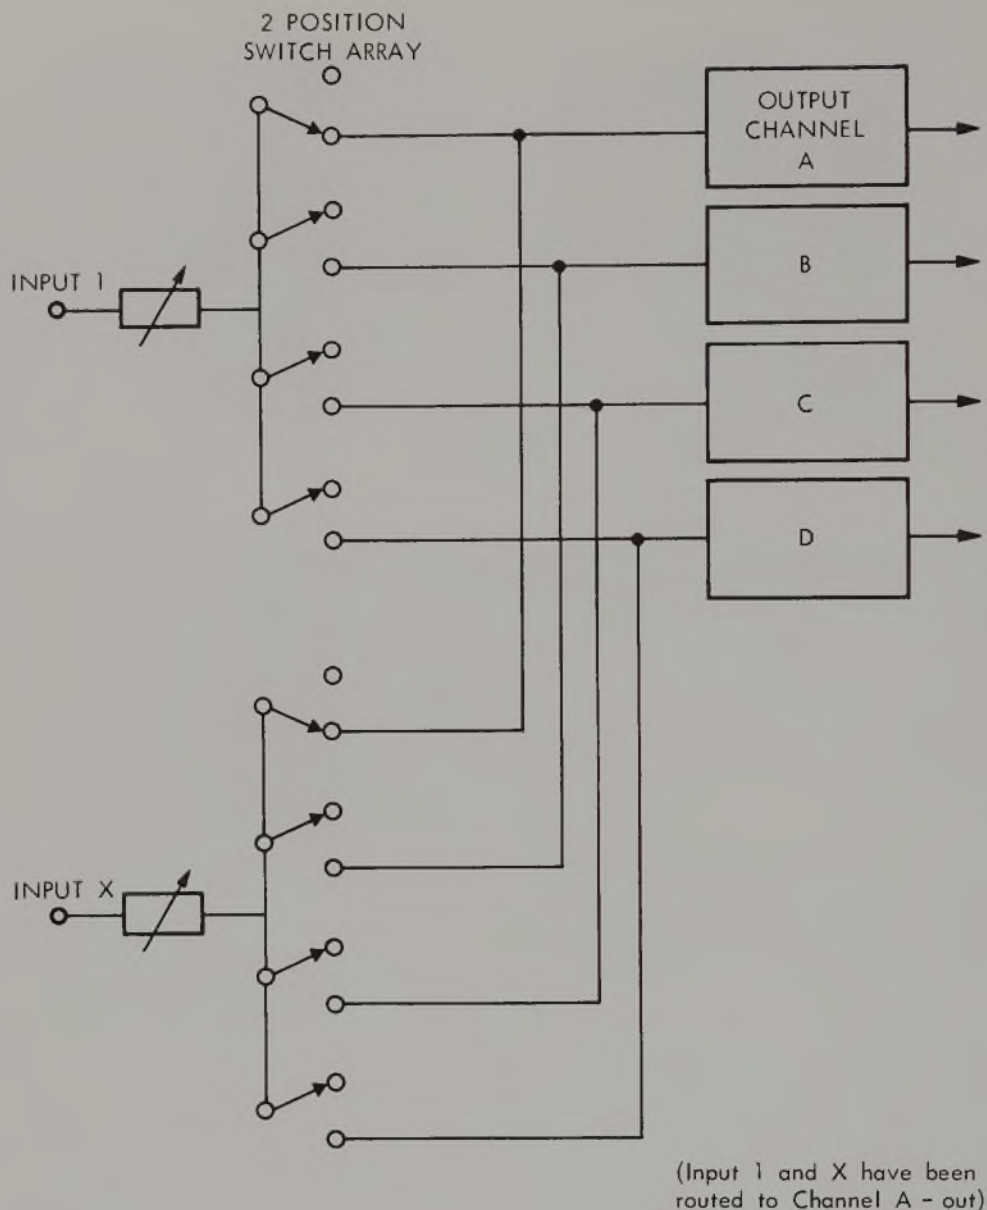 2 POSITION
SWITCH ARRAY
OUTPUT
CHANNEL
A
INPUT 1
B
C
D
INPUT X
(Input 1 and X have been
routed to Channel A - out)